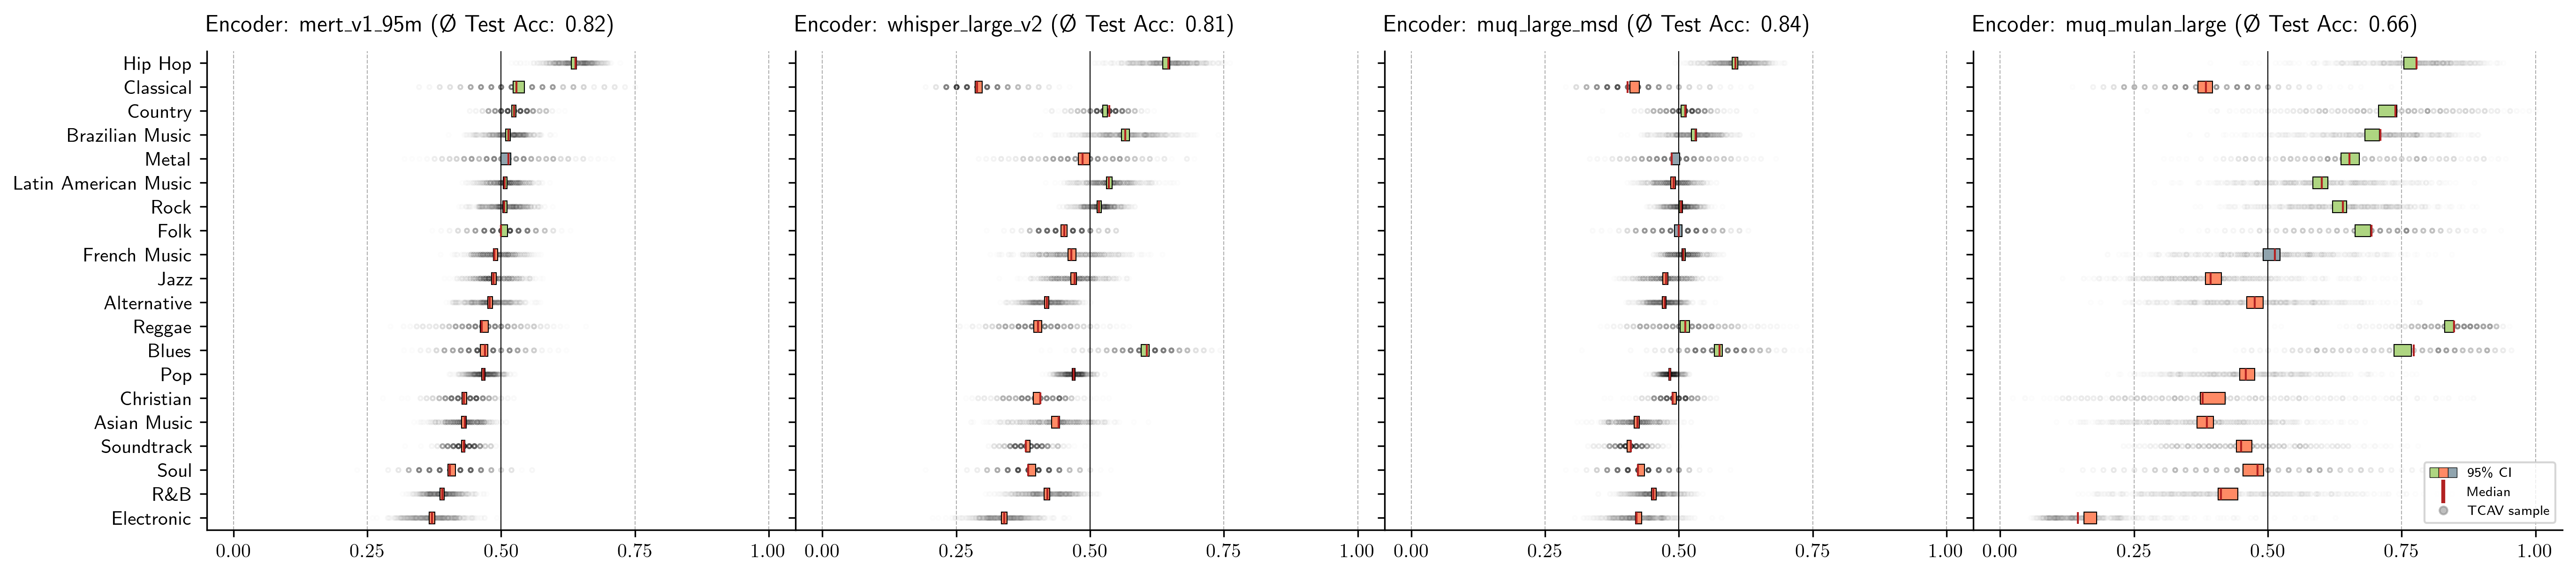 Encoder: mert_v1_95m (Ø Test Acc: 0.82)
Encoder: whisper_large_v2 (Ø Test Acc: 0.81)
Encoder: muq_large_msd (Ø Test Acc: 0.84)
Encoder: muq_mulan_large (Ø Test Acc: 0.66)
Hip Hop
Classical
Country
Brazilian Music
Metal
Latin American Music
Rock
Folk
French Music
Jazz
Alternative
Reggae
Blues
Pop
Christian
Asian Music
Soundtrack
Soul
R&B
Electronic
95% CI
Median
TCAV sample
0.00 0.25 0.50 0.75 1.00
0.00 0.25 0.50 0.75 1.00
0.00 0.25 0.50 0.75 1.00
0.00 0.25 0.50 0.75 1.00